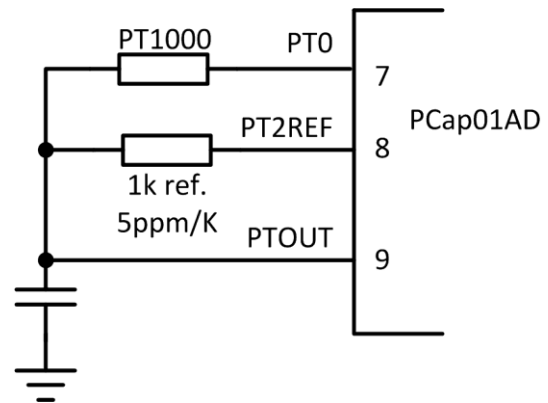 PT1000
PT0
7
PCap01AD
PT2REF
8
1k ref.
5ppm/K
PTOUT
9